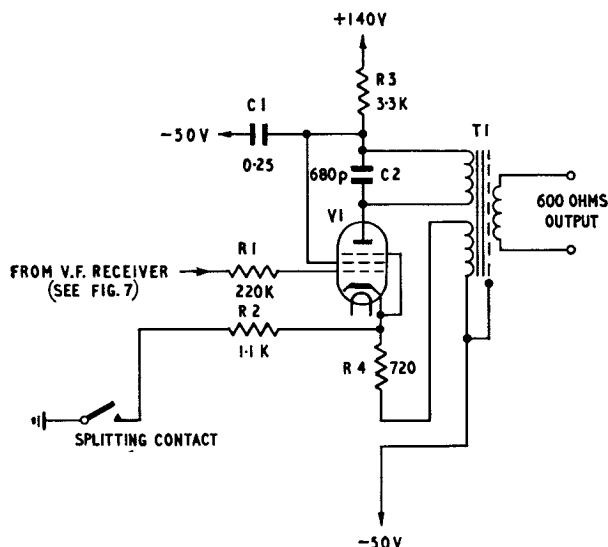 +140V
R3
3.3K
C1
T1
-50V
0.25
680p
C2
V1
600 OHMS
OUTPUT
R1
FROM V.F. RECEIVER
(SEE FIG. 7)
220K
R2
1.1K
R4
720
SPLITTING CONTACT
-50V